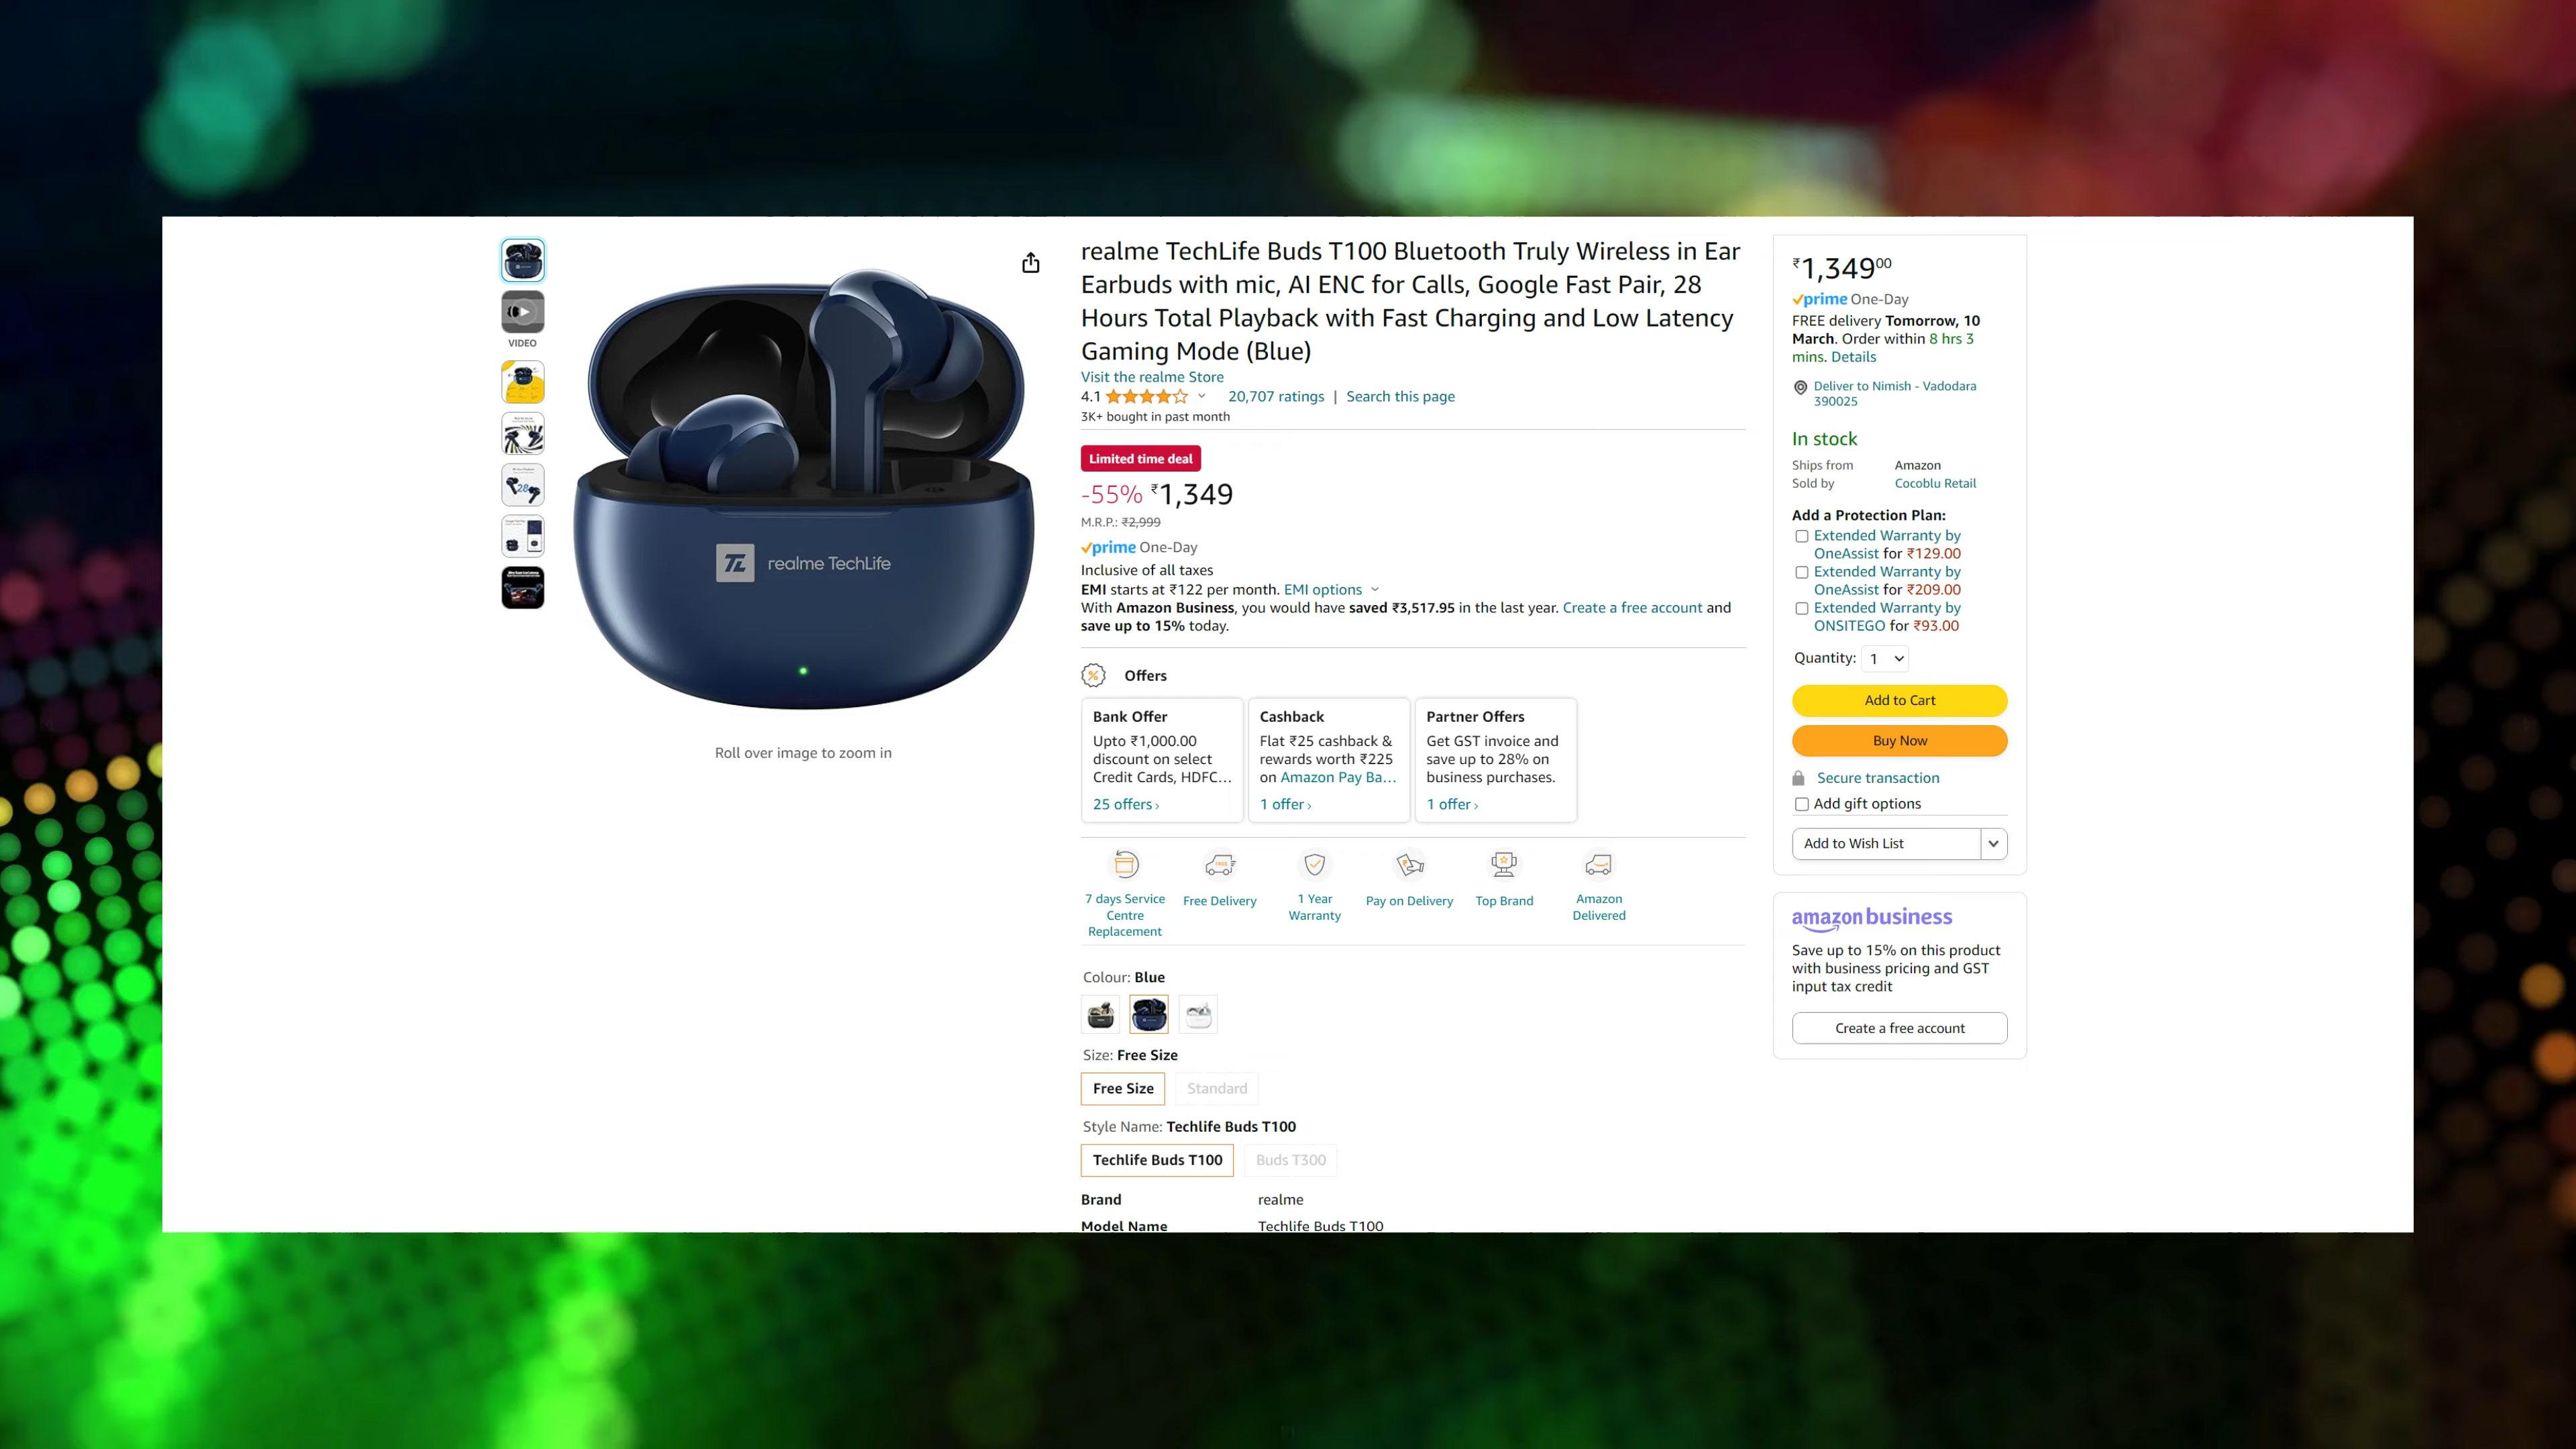 VIDEO
TL realme TechLife
Roll over image to zoom in
realme TechLife Buds T100 Bluetooth Truly Wireless in Ear
Earbuds with mic, AI ENC for Calls, Google Fast Pair, 28
Hours Total Playback with Fast Charging and Low Latency
Gaming Mode (Blue)
Visit the realme Store
4.1 20,707 ratings | Search this page
3K+ bought in past month
Limited time deal
-55% ₹1,349
M.R.P.: ₹2,999
prime One-Day
Inclusive of all taxes
EMI starts at ₹122 per month. EMI options
With Amazon Business, you would have saved ₹3,517.95 in the last year. Create a free account and
save up to 15% today.
Offers
Bank Offer
Upto ₹1,000.00
discount on select
Credit Cards, HDFC…
25 offers ›
Cashback
Flat ₹25 cashback &
rewards worth ₹225
on Amazon Pay Ba…
1 offer ›
Partner Offers
Get GST invoice and
save up to 28% on
business purchases.
1 offer ›
7 days Service
Centre
Replacement
Free Delivery
1 Year
Warranty
Pay on Delivery
Top Brand
Amazon
Delivered
Colour: Blue
Size: Free Size
Free Size
Standard
Style Name: Techlife Buds T100
Techlife Buds T100
Buds T300
Brand realme
Model Name Techlife Buds T100
₹1,34900
prime One-Day
FREE delivery Tomorrow, 10
March. Order within 8 hrs 3
mins. Details
Deliver to Nimish - Vadodara
390025
In stock
Ships from Amazon
Sold by Cocoblu Retail
Add a Protection Plan:
Extended Warranty by
OneAssist for ₹129.00
Extended Warranty by
OneAssist for ₹209.00
Extended Warranty by
ONSITEGO for ₹93.00
Quantity: 1
Add to Cart
Buy Now
Secure transaction
Add gift options
Add to Wish List
amazon business
Save up to 15% on this product
with business pricing and GST
input tax credit
Create a free account